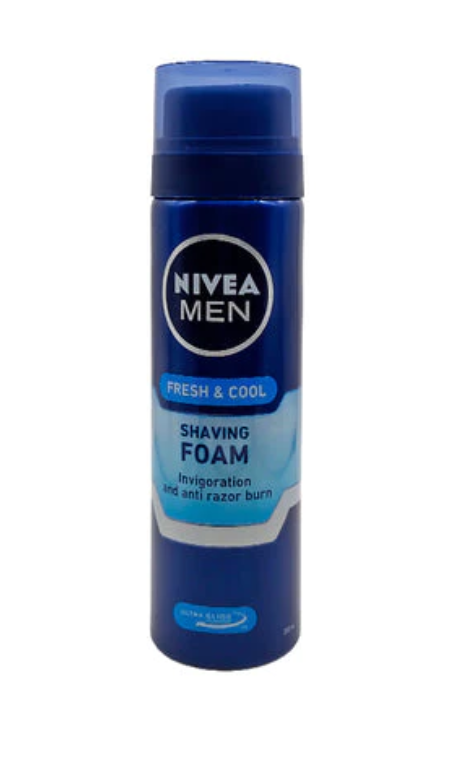 NIVEA
MEN
FRESH & COOL
SHAVING
FOAM
Invigoration
and anti razor burn
ULTRA GLIDE